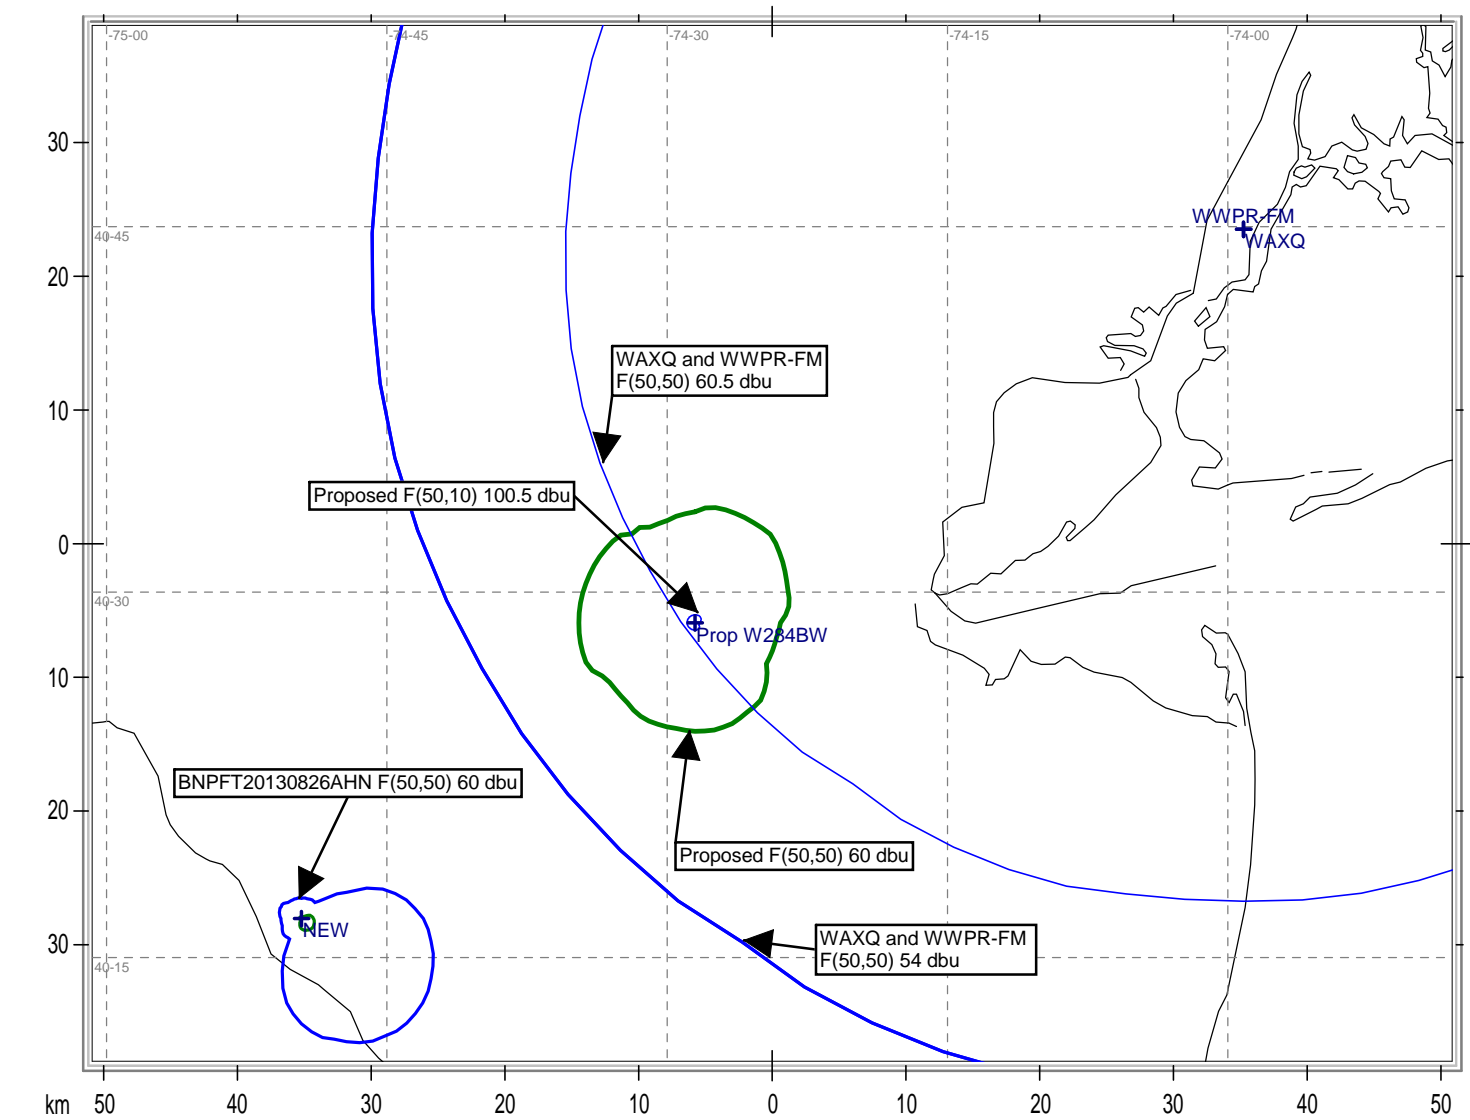 -75-00
-74-45
-74-30
-74-15
-74-00
30
WWPR-FM
40-45
WAXQ
20
WAXQ and WWPR-FM
F(50,50) 60.5 dbu
10
Proposed F(50,10) 100.5 dbu
0
40-30
Prop W284BW
10
BNPFT20130826AHN F(50,50) 60 dbu
20
Proposed F(50,50) 60 dbu
NEW
30
WAXQ and WWPR-FM
F(50,50) 54 dbu
40-15
km 50 40 30 20 10 0 10 20 30 40 50